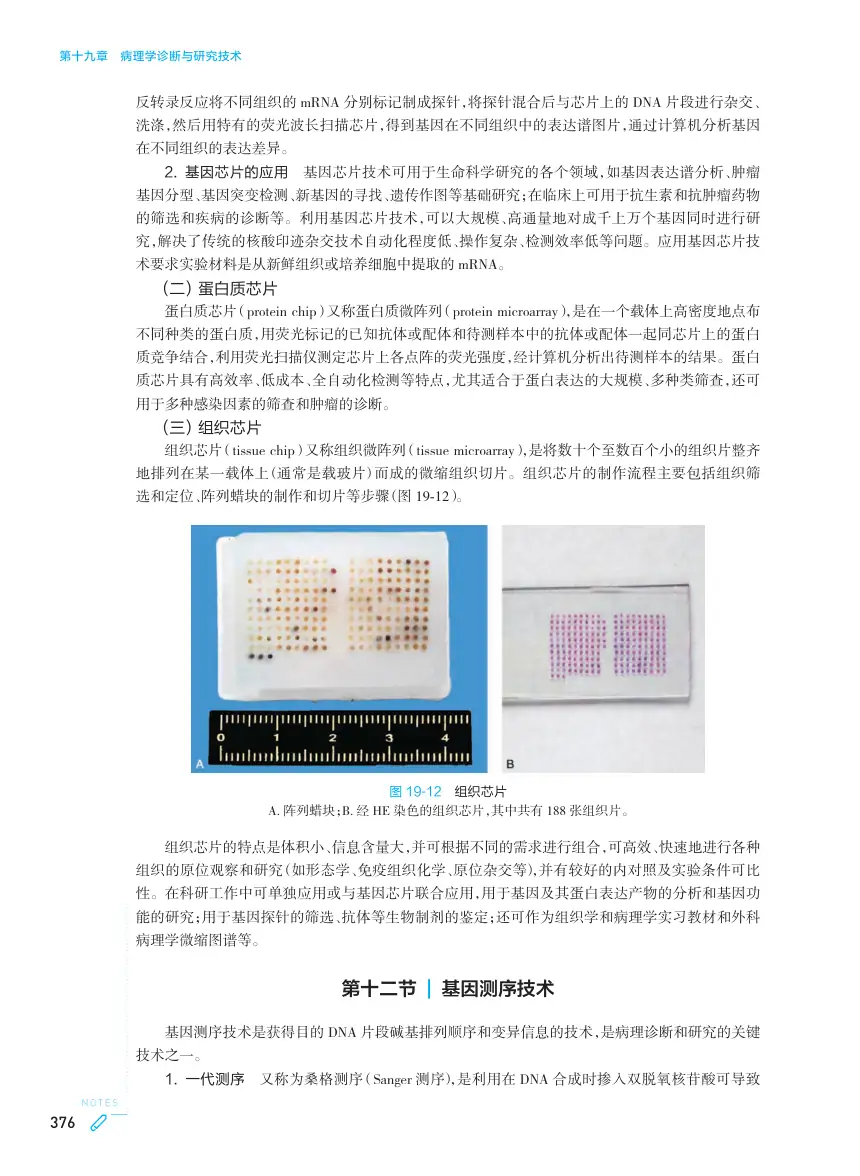 第十九章 病理学诊断与研究技术
反转录反应将不同组织的 mRNA 分别标记制成探针,将探针混合后与芯片上的 DNA 片段进行杂交、
洗涤,然后用特有的荧光波长扫描芯片,得到基因在不同组织中的表达谱图片,通过计算机分析基因
在不同组织的表达差异。
2. 基因芯片的应用 基因芯片技术可用于生命科学研究的各个领域,如基因表达谱分析、肿瘤
基因分型、基因突变检测、新基因的寻找、遗传作图等基础研究;在临床上可用于抗生素和抗肿瘤药物
的筛选和疾病的诊断等。利用基因芯片技术,可以大规模、高通量地对成千上万个基因同时进行研
究,解决了传统的核酸印迹杂交技术自动化程度低、操作复杂、检测效率低等问题。应用基因芯片技
术要求实验材料是从新鲜组织或培养细胞中提取的 mRNA。
(二)蛋白质芯片
蛋白质芯片(protein chip)又称蛋白质微阵列(protein microarray),是在一个载体上高密度地点布
不同种类的蛋白质,用荧光标记的已知抗体或配体和待测样本中的抗体或配体一起同芯片上的蛋白
质竞争结合,利用荧光扫描仪测定芯片上各点阵的荧光强度,经计算机分析出待测样本的结果。蛋白
质芯片具有高效率、低成本、全自动化检测等特点,尤其适合于蛋白表达的大规模、多种类筛查,还可
用于多种感染因素的筛查和肿瘤的诊断。
(三)组织芯片
组织芯片(tissue chip)又称组织微阵列(tissue microarray),是将数十个至数百个小的组织片整齐
地排列在某一载体上(通常是载玻片)而成的微缩组织切片。组织芯片的制作流程主要包括组织筛
选和定位、阵列蜡块的制作和切片等步骤(图 19-12)。
0 1 2 3 4
A
B
图 19-12 组织芯片
A. 阵列蜡块;B. 经 HE 染色的组织芯片,其中共有 188 张组织片。
组织芯片的特点是体积小、信息含量大,并可根据不同的需求进行组合,可高效、快速地进行各种
组织的原位观察和研究(如形态学、免疫组织化学、原位杂交等),并有较好的内对照及实验条件可比
性。在科研工作中可单独应用或与基因芯片联合应用,用于基因及其蛋白表达产物的分析和基因功
能的研究;用于基因探针的筛选、抗体等生物制剂的鉴定;还可作为组织学和病理学实习教材和外科
病理学微缩图谱等。
第十二节 | 基因测序技术
基因测序技术是获得目的 DNA 片段碱基排列顺序和变异信息的技术,是病理诊断和研究的关键
技术之一。
1. 一代测序 又称为桑格测序(Sanger 测序),是利用在 DNA 合成时掺入双脱氧核苷酸可导致
NOTES
376